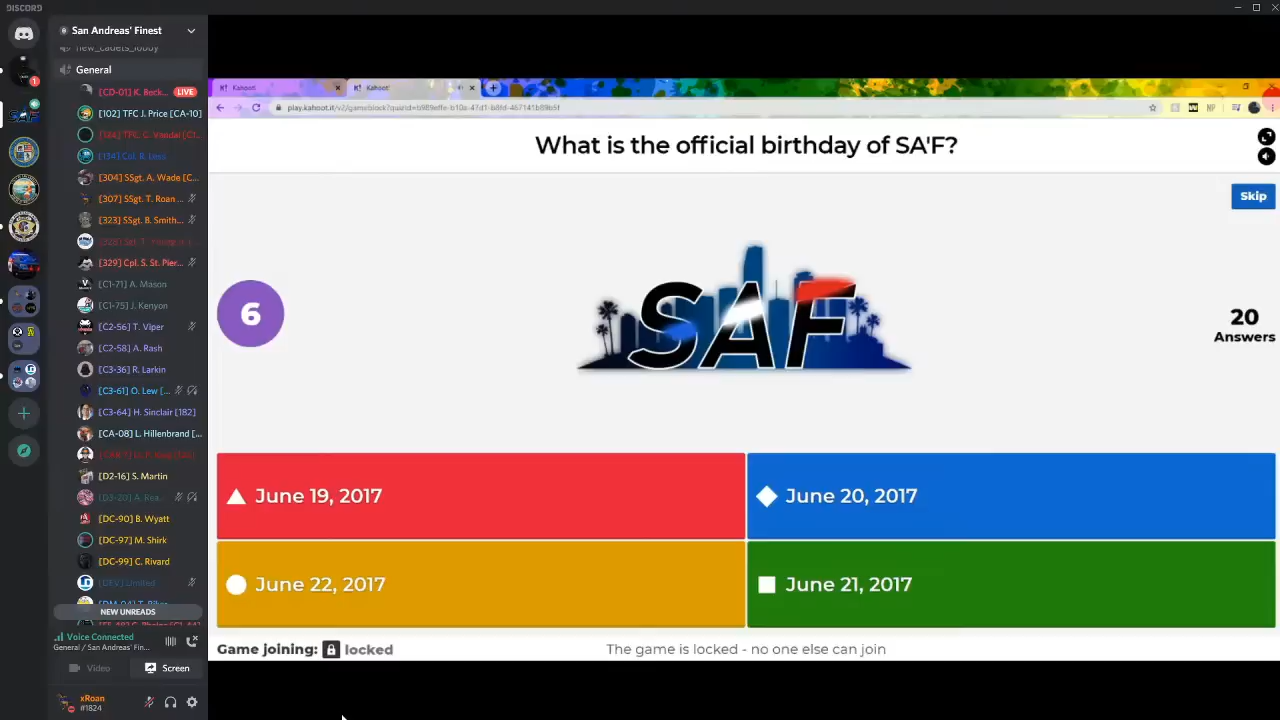 DISCORD
San Andreas' Finest
new_cadets_lobby
General
[CD-01] K. Beck... LIVE
[102] TFC J. Price [CA-10]
[304] SSgt. A. Wade [C...
[307] SSgt. T. Roan ...
[323] SSgt. B. Smith...
[329] Cpl. S. St. Pier...
[C1-71] A. Mason
[C1-75] J. Kenyon
[C2-56] T. Viper
[C2-58] A. Rash
[C3-36] R. Larkin
[C3-61] O. Lew [...
[C3-64] H. Sinclair [182]
[CA-08] L. Hillenbrand [...
[D2-16] S. Martin
[DC-90] B. Wyatt
[DC-97] M. Shirk
[DC-99] C. Rivard
NEW UNREADS
Voice Connected
General / San Andreas' Fin...
Video
Screen
xRoan
#1824
1
Kahoot!
Kahoot!
What is the official birthday of SA'F?
Skip
6
SAF
20
Answers
June 19, 2017
June 20, 2017
June 22, 2017
June 21, 2017
Game joining: locked
The game is locked - no one else can join